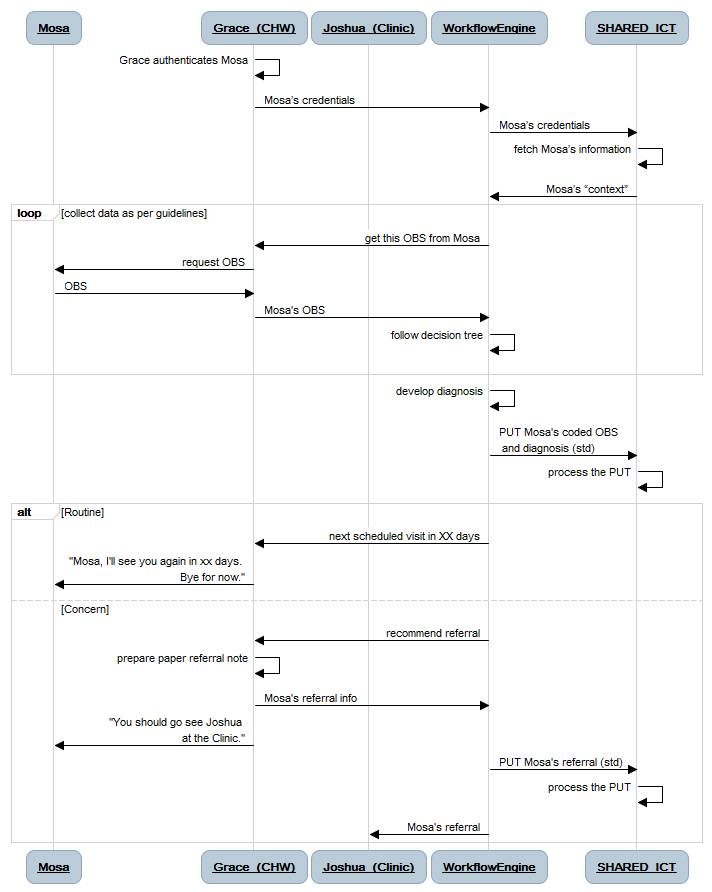 Mosa
Grace (CHW)
Joshua (Clinic)
WorkflowEngine
SHARED ICT
Grace authenticates Mosa
Mosa's credentials
Mosa's credentials
fetch Mosa's information
Mosa's “context”
loop
[collect data as per guidelines]
get this OBS from Mosa
request OBS
OBS
Mosa's OBS
follow decision tree
develop diagnosis
PUT Mosa's coded OBS
and diagnosis (std)
process the PUT
alt
[Routine]
next scheduled visit in XX days
"Mosa, I'll see you again in xx days.
Bye for now."
[Concern]
recommend referral
prepare paper referral note
Mosa's referral info
"You should go see Joshua
at the Clinic."
PUT Mosa's referral (std)
process the PUT
Mosa's referral
Mosa
Grace (CHW)
Joshua (Clinic)
WorkflowEngine
SHARED ICT